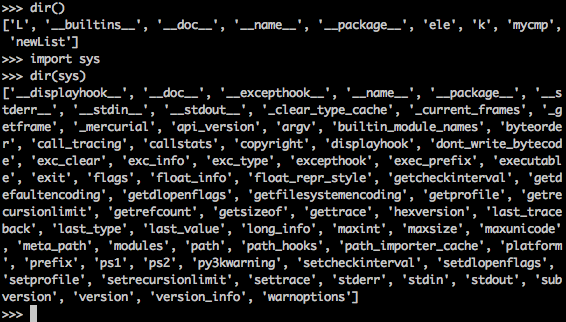 >>> dir()
['L', '__builtins__', '__doc__', '__name__', '__package__', 'ele', 'k', 'mycmp',
 'newList']
>>> import sys
>>> dir(sys)
['__displayhook__', '__doc__', '__excepthook__', '__name__', '__package__', '__s
tderr__', '__stdin__', '__stdout__', '_clear_type_cache', '_current_frames', '_g
etframe', '_mercurial', 'api_version', 'argv', 'builtin_module_names', 'byteorde
r', 'call_tracing', 'callstats', 'copyright', 'displayhook', 'dont_write_bytecod
e', 'exc_clear', 'exc_info', 'exc_type', 'excepthook', 'exec_prefix', 'executabl
e', 'exit', 'flags', 'float_info', 'float_repr_style', 'getcheckinterval', 'getd
efaultencoding', 'getdlopenflags', 'getfilesystemencoding', 'getprofile', 'getre
cursionlimit', 'getrefcount', 'getsizeof', 'gettrace', 'hexversion', 'last_trace
back', 'last_type', 'last_value', 'long_info', 'maxint', 'maxsize', 'maxunicode'
, 'meta_path', 'modules', 'path', 'path_hooks', 'path_importer_cache', 'platform
', 'prefix', 'ps1', 'ps2', 'py3kwarning', 'setcheckinterval', 'setdlopenflags', 
'setprofile', 'setrecursionlimit', 'settrace', 'stderr', 'stdin', 'stdout', 'sub
version', 'version', 'version_info', 'warnoptions']
>>>